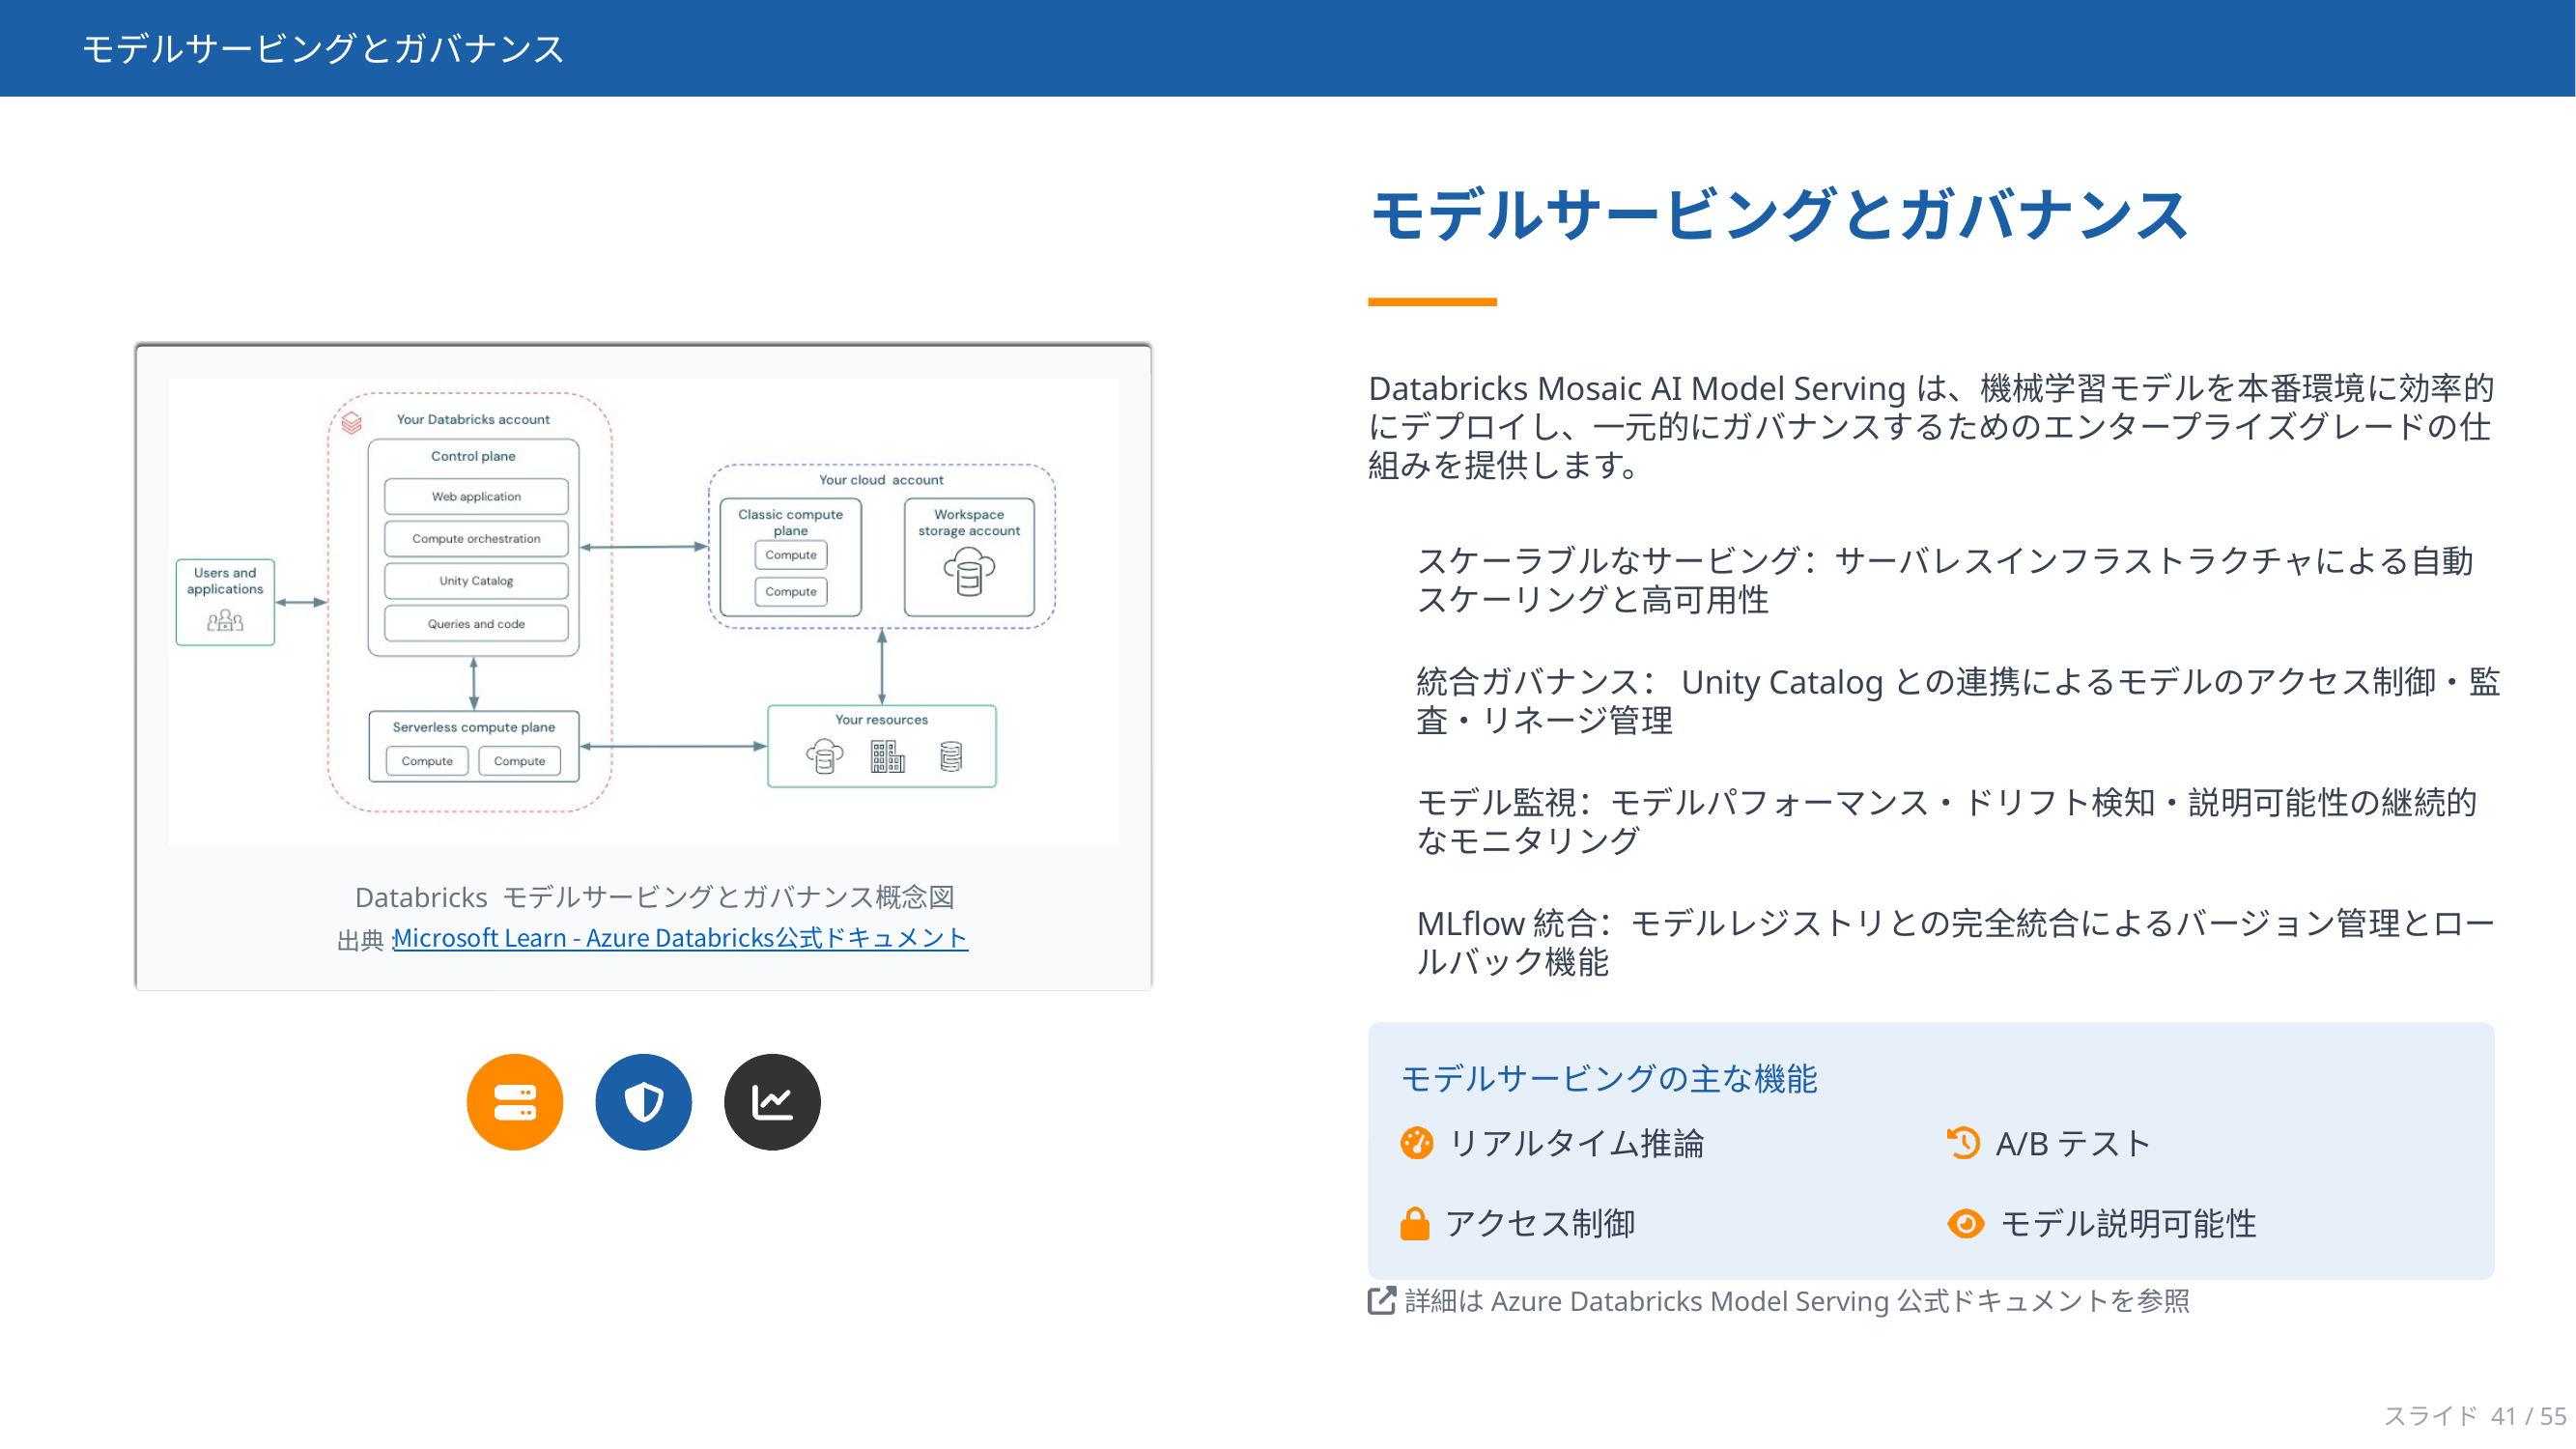 モデルサービングとガバナンス
Your Databricks account
Control plane
Web application
Compute orchestration
Unity Catalog
Queries and code
Users and
applications
Serverless compute plane
Compute
Compute
Your cloud account
Classic compute
plane
Compute
Compute
Workspace
storage account
Your resources
Databricks モデルサービングとガバナンス概念図
出典 : Microsoft Learn - Azure Databricks公式ドキュメント
モデルサービングとガバナンス
Databricks Mosaic AI Model Serving は、機械学習モデルを本番環境に効率的
にデプロイし、一元的にガバナンスするためのエンタープライズグレードの仕
組みを提供します。
スケーラブルなサービング：サーバレスインフラストラクチャによる自動
スケーリングと高可用性
統合ガバナンス： Unity Catalog との連携によるモデルのアクセス制御・監
査・リネージ管理
モデル監視：モデルパフォーマンス・ドリフト検知・説明可能性の継続的
なモニタリング
MLflow 統合：モデルレジストリとの完全統合によるバージョン管理とロー
ルバック機能
モデルサービングの主な機能
リアルタイム推論
A/B テスト
アクセス制御
モデル説明可能性
詳細は Azure Databricks Model Serving 公式ドキュメントを参照
スライド 41 / 55